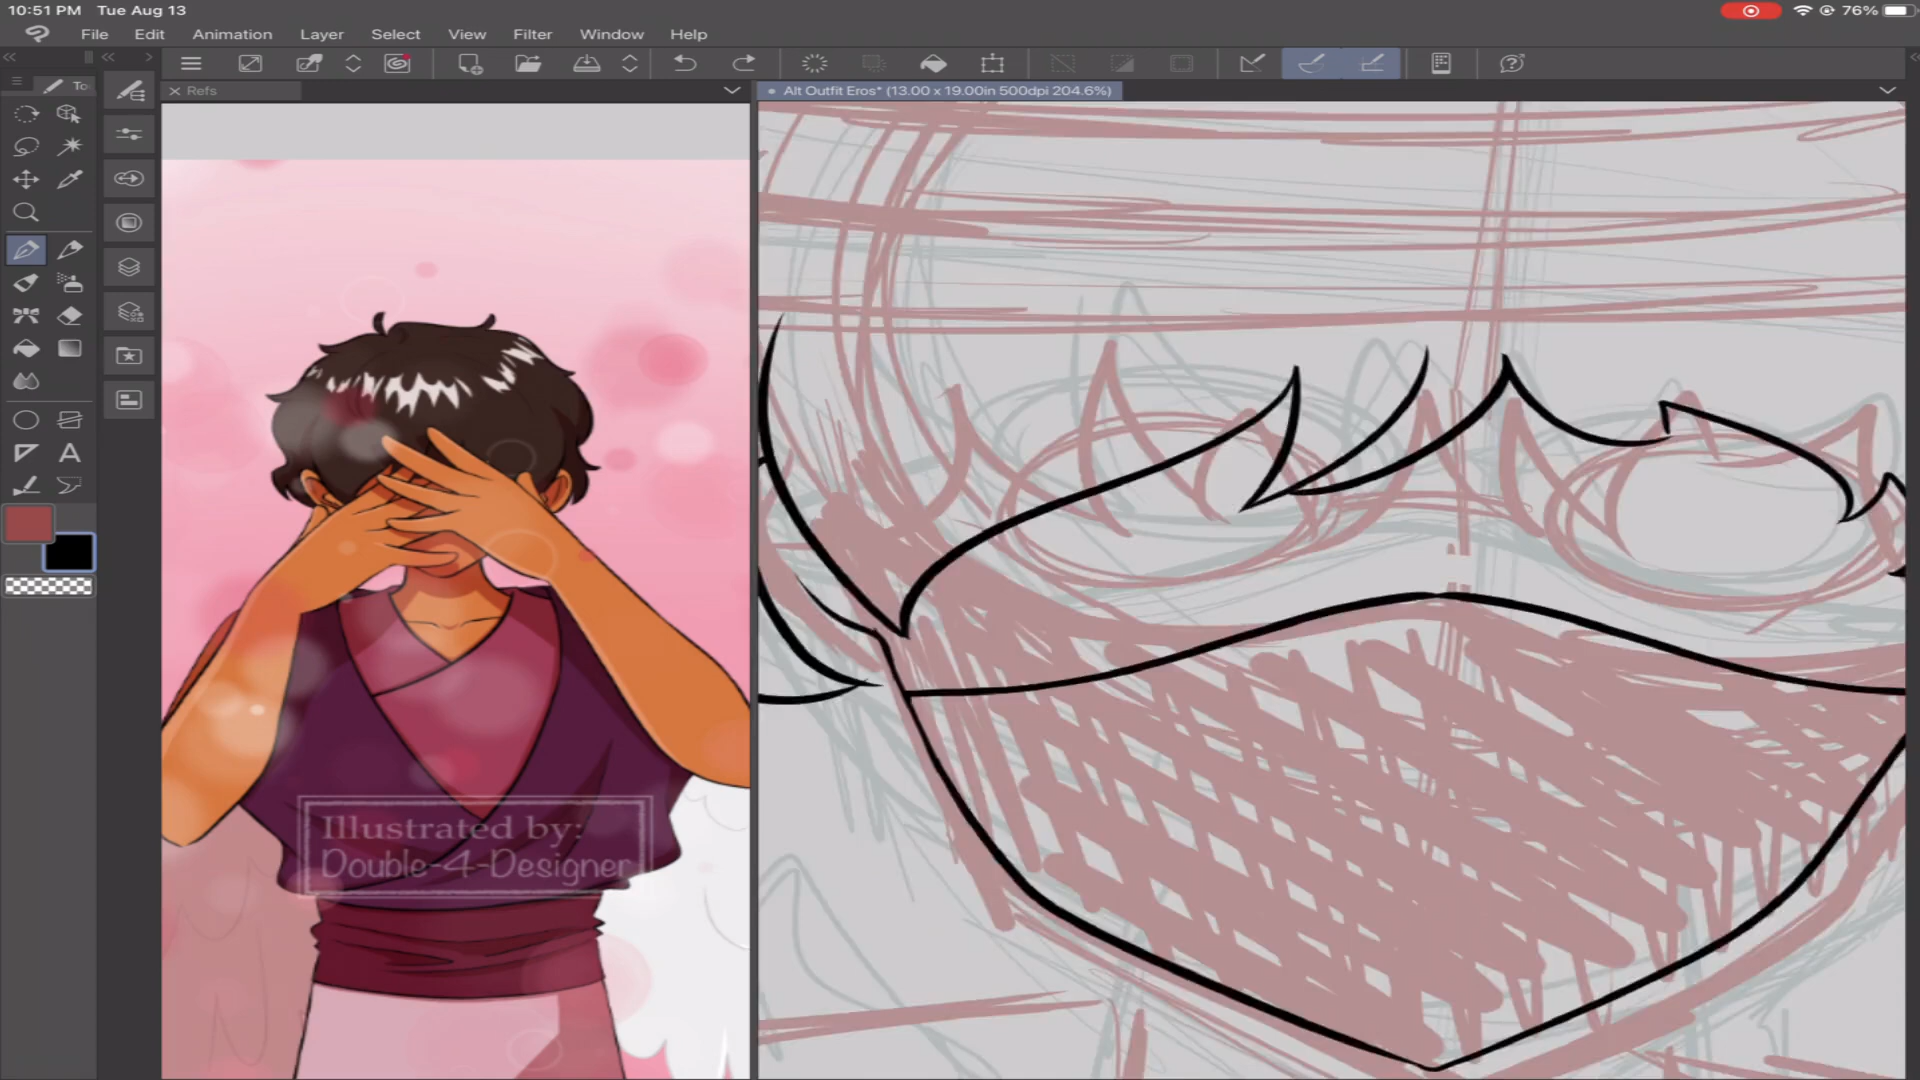 10:51 PM Tue Aug 13
76%
File Edit Animation Layer Select View Filter Window Help
To
Refs
Alt Outfit Eros* (13.00 x 19.00in 500dpi 204.6%)
A
Illustrated by:
Double-4-Designer